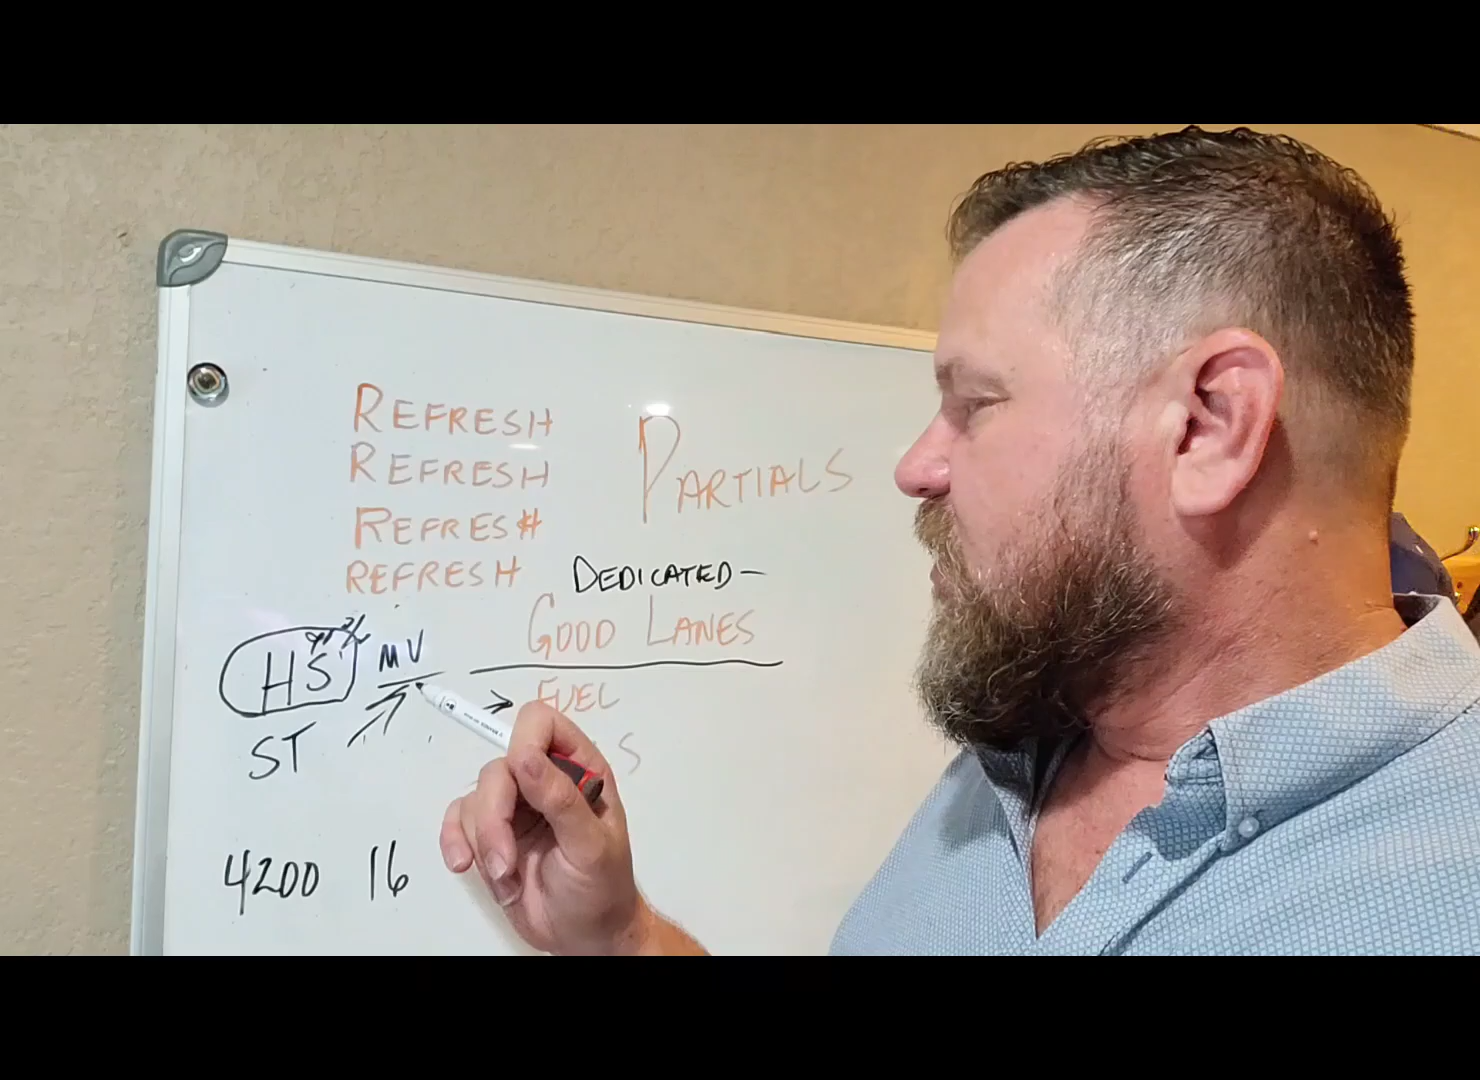 REFRESH
REFRESH
PARTIALS
REFRESH
REFRESH
DEDICATED-
GOOD LANES
HS
MV
FUEL
ST
S
4200 16